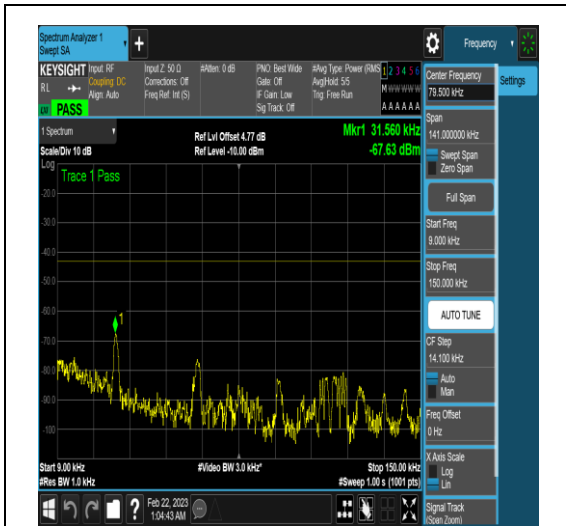 Spectrum Analyzer 1
Swept SA
+
Frequency
KEYSIGHT
RL
PASS
Input: RF
Coupling: DC
Align: Auto
Input Z: 50 Ω
Corrections: Off
Freq Ref: Int (S)
#Atten: 0 dB
PNO: Best Wide
Gate: Off
IF Gain: Low
Sig Track: Off
#Avg Type: Power (RMS)
Avg|Hold: 5/5
Trig: Free Run
1 2 3 4 5 6
M W W W W W
A A A A A A
Center Frequency
79.500 kHz
Settings
Span
141.000000 kHz
Swept Span
Zero Span
Full Span
Start Freq
9.000 kHz
Stop Freq
150.000 kHz
AUTO TUNE
CF Step
14.100 kHz
Auto
Man
Freq Offset
0 Hz
X Axis Scale
Log
Lin
Signal Track
(Span Zoom)
1 Spectrum
Scale/Div 10 dB
Ref Lvl Offset 4.77 dB
Ref Level -10.00 dBm
Mkr1 31.560 kHz
-67.63 dBm
Log
Trace 1 Pass
1
-20.0
-30.0
-40.0
-50.0
-60.0
-70.0
-80.0
-90.0
-100
Start 9.00 kHz
#Res BW 1.0 kHz
#Video BW 3.0 kHz*
Stop 150.00 kHz
#Sweep 1.00 s (1001 pts)
?
Feb 22, 2023
1:04:43 AM